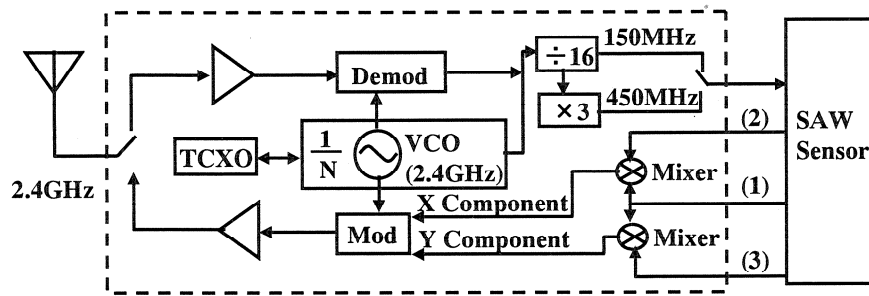 2.4GHz
Demod
TCXO
1
N
VCO
(2.4GHz)
Mod
÷16
×3
150MHz
450MHz
X Component
Y Component
Mixer
Mixer
(2)
(1)
(3)
SAW
Sensor